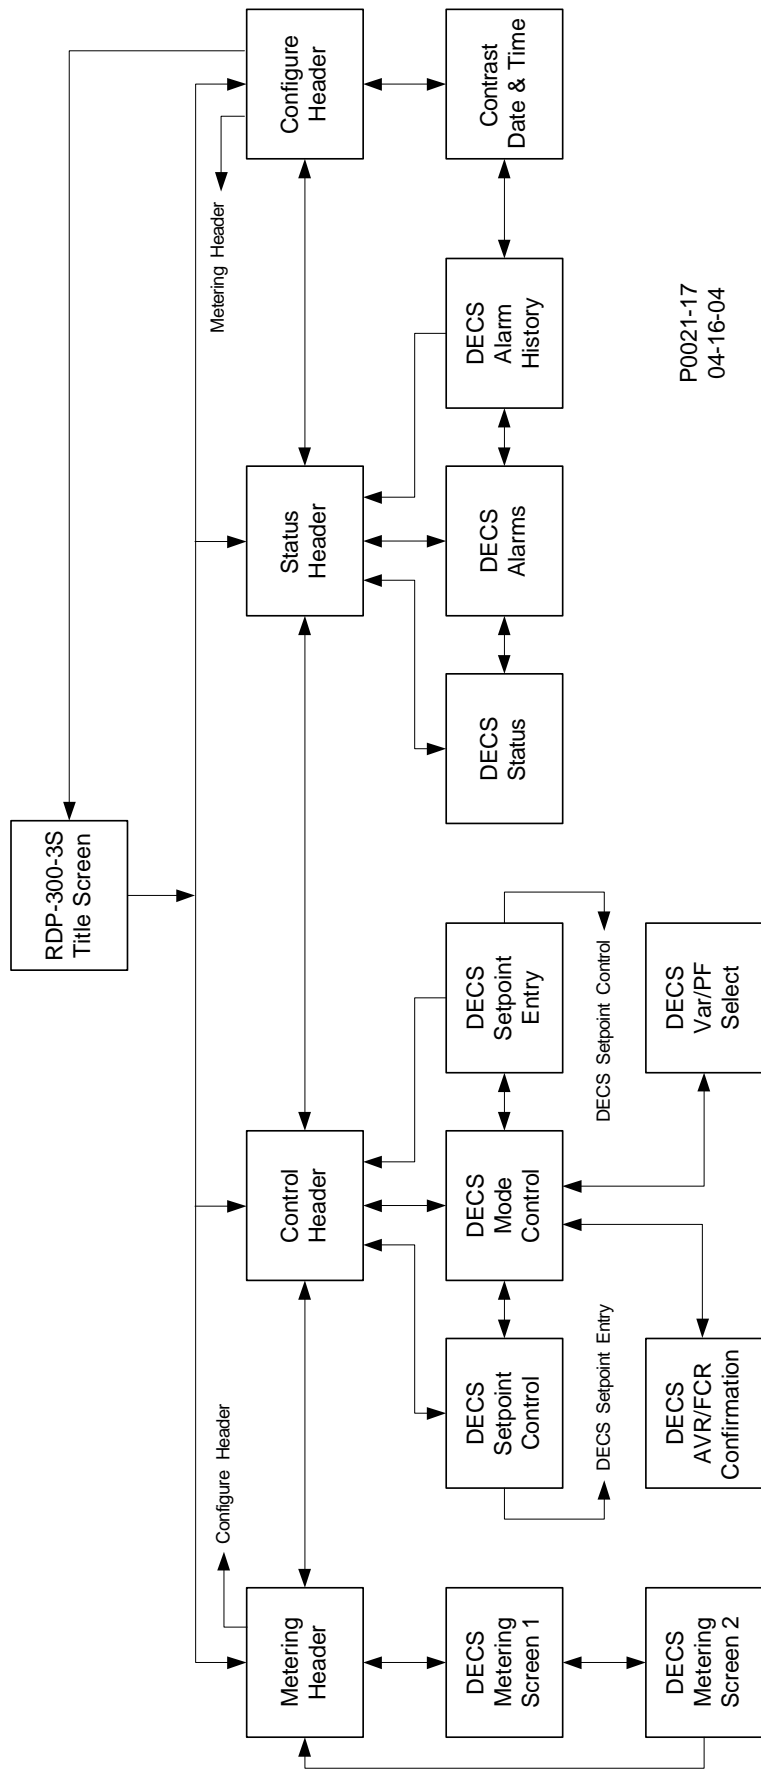 RDP-300-3S
Title Screen
Configure Header
Metering Header
Metering
Header
Control
Header
Status
Header
Configure
Header
DECS
Metering
Screen 1
DECS
Setpoint
Control
DECS
Mode
Control
DECS
Setpoint
Entry
DECS
Status
DECS
Alarms
DECS
Alarm
History
Contrast
Date & Time
DECS Setpoint Entry
DECS Setpoint Control
DECS
Metering
Screen 2
DECS
AVR/FCR
Confirmation
DECS
Var/PF
Select
P0021-17
04-16-04